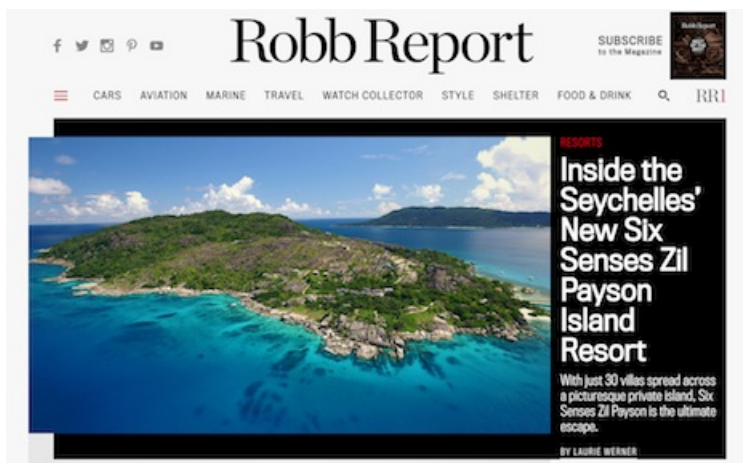 Robb Report
SUBSCRIBE
to the Magazine
CARS AVIATION MARINE TRAVEL WATCH COLLECTOR STYLE SHELTER FOOD & DRINK RR1
RESORTS
Inside the
Seychelles'
New Six
Senses Zil
Payson
Island
Resort
With just 30 villas spread across
a picturesque private island, Six
Senses Zil Payson is the ultimate
escape.
BY LAURIE WERNER